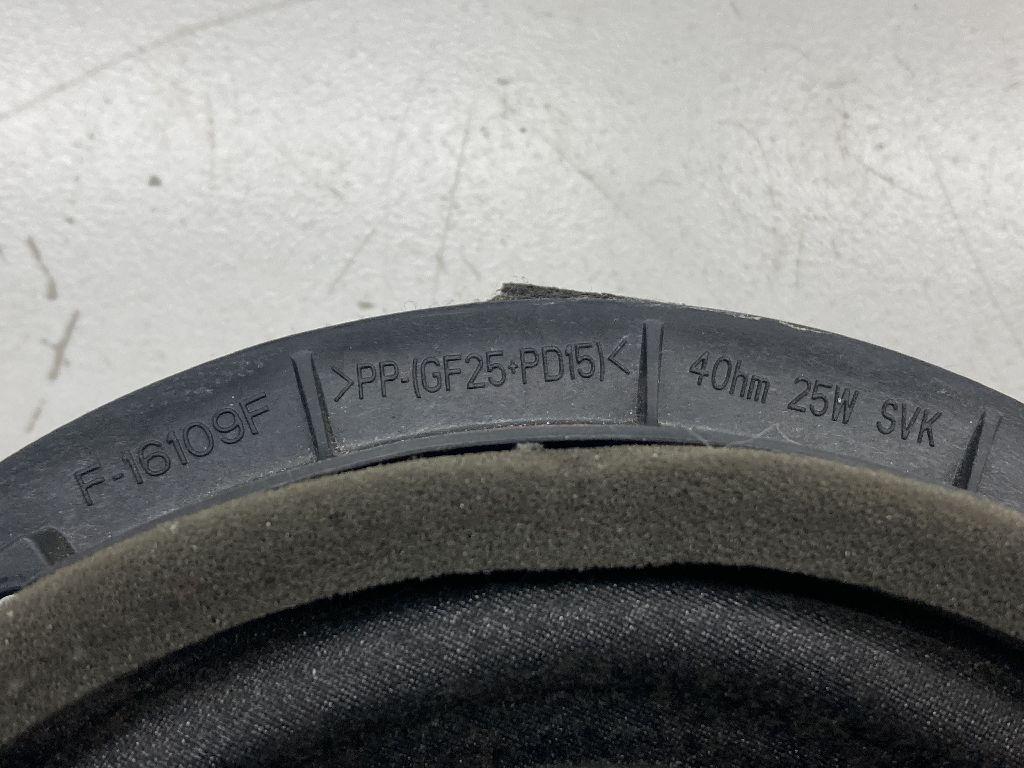 F-16109F
>PP-(GF25+PD15)<
4Ohm 25W SVK